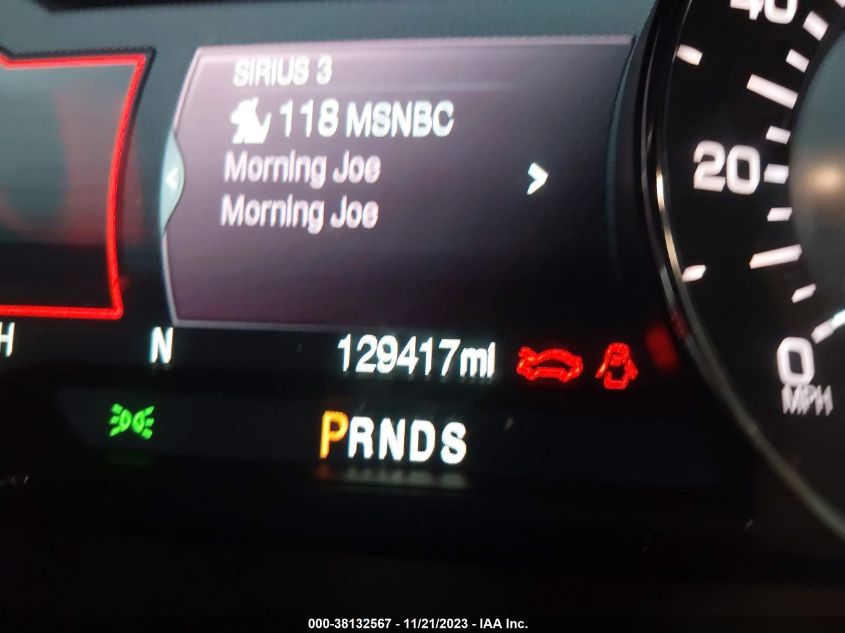 SIRIUS 3
118 MSNBC
Morning Joe
Morning Joe
40
20
0
MPH
H
N
129417mi
PRNDS
000-38132567 - 11/21/2023 - IAA Inc.